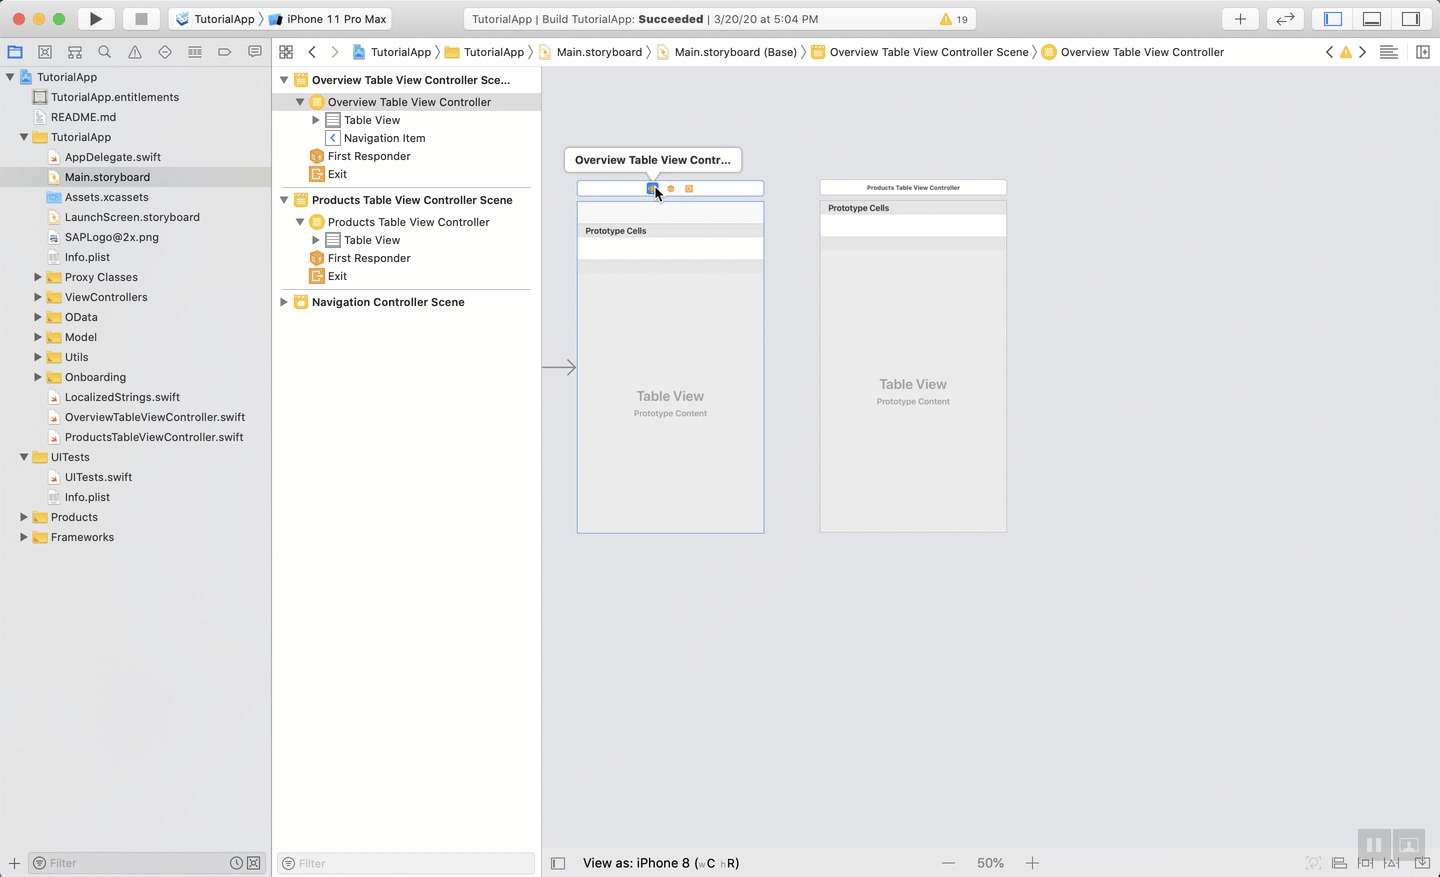 TutorialApp
iPhone 11 Pro Max
TutorialApp | Build TutorialApp: Succeeded | 3/20/20 at 5:04 PM
19
TutorialApp
TutorialApp
Main.storyboard
Main.storyboard (Base)
Overview Table View Controller Scene
Overview Table View Controller
TutorialApp
TutorialApp.entitlements
README.md
TutorialApp
AppDelegate.swift
Main.storyboard
Assets.xcassets
LaunchScreen.storyboard
SAPLogo@2x.png
Info.plist
Proxy Classes
ViewControllers
OData
Model
Utils
Onboarding
LocalizedStrings.swift
OverviewTableViewController.swift
ProductsTableViewController.swift
UITests
UITests.swift
Info.plist
Products
Frameworks
Filter
Overview Table View Controller Sce...
Overview Table View Controller
Table View
Navigation Item
First Responder
Exit
Products Table View Controller Scene
Products Table View Controller
Table View
First Responder
Exit
Navigation Controller Scene
Filter
Overview Table View Contr...
Prototype Cells
Table View
Prototype Content
Products Table View Controller
Prototype Cells
Table View
Prototype Content
View as: iPhone 8 (wC hR)
50%